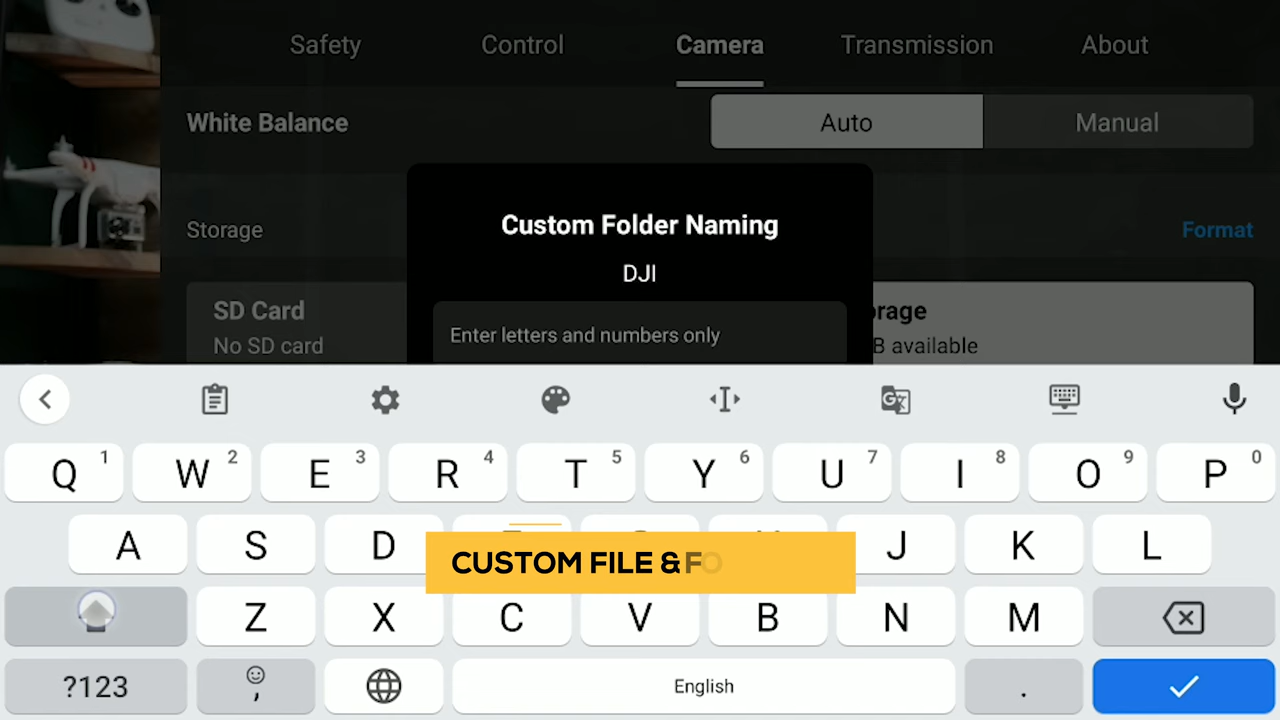 Safety Control Camera Transmission About
White Balance Auto Manual
Custom Folder Naming
Storage Format
DJI
SD Card
No SD card available
Enter letters and numbers only
Q 1 W 2 E 3 R 4 T 5 Y 6 U 7 I 8 O 9 P 0
A S D J K L
CUSTOM FILE & FO
Z X C V B N M
?123 , English .